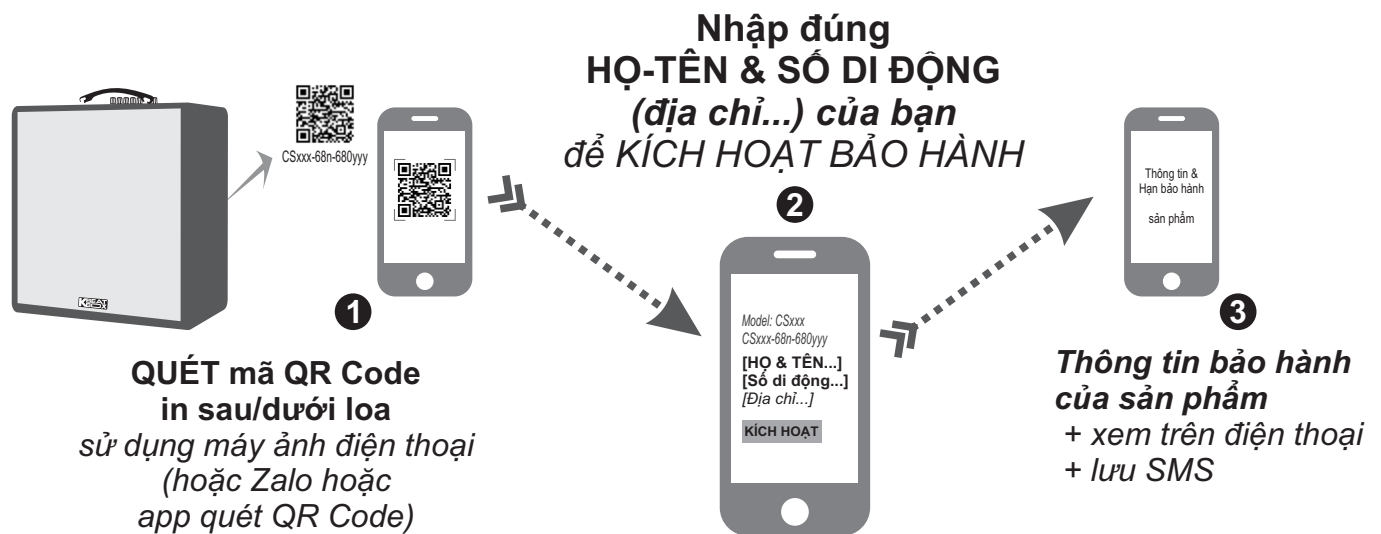 CSxxx-68n-680yyy
1
QUÉT mã QR Code
in sau/dưới loa
sử dụng máy ảnh điện thoại
(hoặc Zalo hoặc
app quét QR Code)
Nhập đúng
HỌ-TÊN & SỐ DI ĐỘNG
(địa chỉ...) của bạn
để KÍCH HOẠT BẢO HÀNH
2
Model: CSxxx
CSxxx-68n-680yyy
[HỌ & TÊN...]
[Số di động...]
[Địa chỉ...]
KÍCH HOẠT
Thông tin &
Hạn bảo hành
sản phẩm
3
Thông tin bảo hành
của sản phẩm
+ xem trên điện thoại
+ lưu SMS